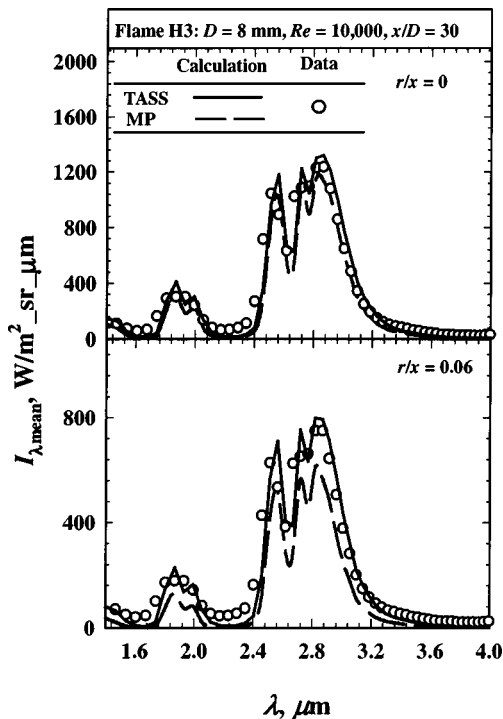 Flame H3: D = 8 mm, Re = 10,000, x/D = 30
Calculation Data
TASS
MP
r/x = 0
2000
1600
1200
800
400
0
r/x = 0.06
800
400
0
1.6 2.0 2.4 2.8 3.2 3.6 4.0
I_λmean, W/m²_sr_μm
λ, μm